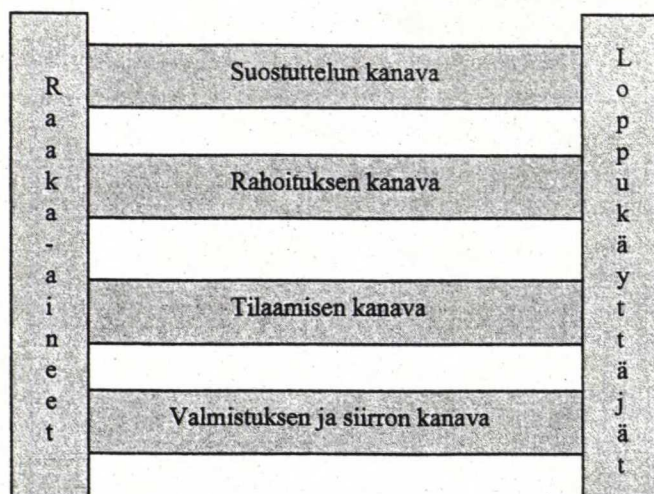 Raaka-aineet
Suostuttelun kanava
Rahoituksen kanava
Tilaamisen kanava
Valmistuksen ja siirron kanava
Loppukäyttäjät